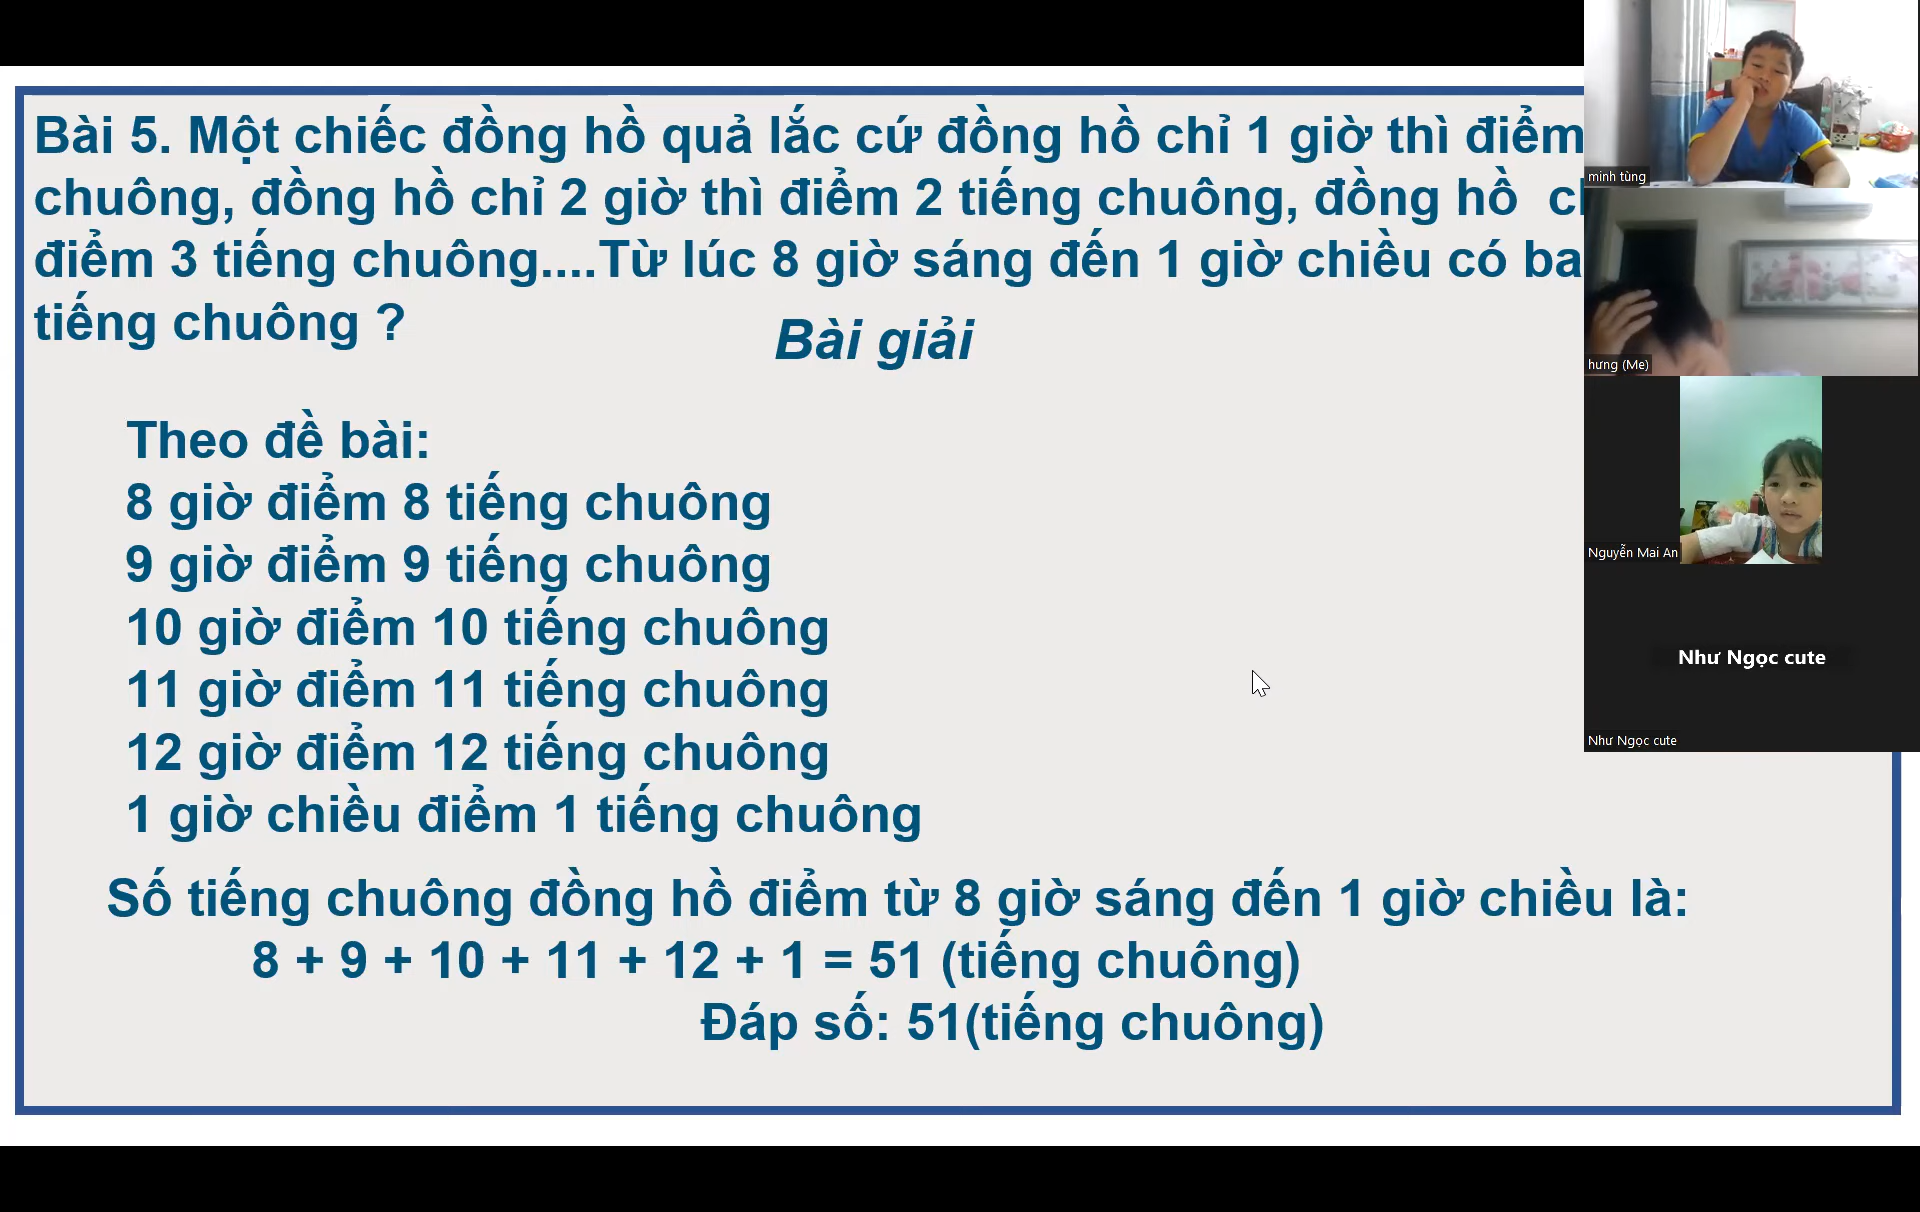 Bài 5. Một chiếc đồng hồ quả lắc cứ đồng hồ chỉ 1 giờ thì điểm
chuông, đồng hồ chỉ 2 giờ thì điểm 2 tiếng chuông, đồng hồ
điểm 3 tiếng chuông....Từ lúc 8 giờ sáng đến 1 giờ chiều có ba
tiếng chuông ?
Bài giải
Theo đề bài:
8 giờ điểm 8 tiếng chuông
9 giờ điểm 9 tiếng chuông
10 giờ điểm 10 tiếng chuông
11 giờ điểm 11 tiếng chuông
12 giờ điểm 12 tiếng chuông
1 giờ chiều điểm 1 tiếng chuông
Số tiếng chuông đồng hồ điểm từ 8 giờ sáng đến 1 giờ chiều là:
8 + 9 + 10 + 11 + 12 + 1 = 51 (tiếng chuông)
Đáp số: 51(tiếng chuông)
minh tùng
hưng (Me)
Nguyễn Mai An
Như Ngọc cute
Như Ngọc cute